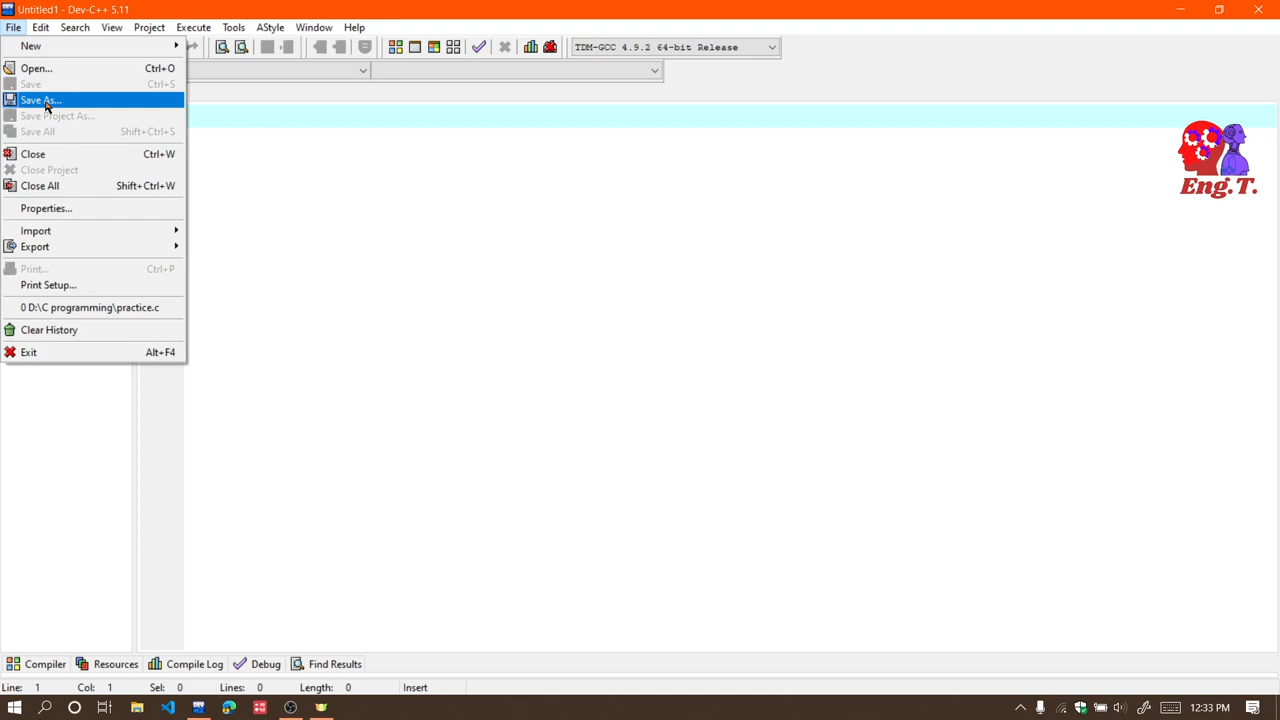 Untitled1 - Dev-C++ 5.11
File Edit Search View Project Execute Tools AStyle Window Help
New
TDM-GCC 4.9.2 64-bit Release
Open... Ctrl+O
Save Ctrl+S
Save As...
Save Project As...
Save All Shift+Ctrl+S
Close Ctrl+W
Close Project
Close All Shift+Ctrl+W
Eng.T.
Properties...
Import
Export
Print... Ctrl+P
Print Setup...
0 D:\C programming\practice.c
Clear History
Exit Alt+F4
Compiler Resources Compile Log Debug Find Results
Line: 1 Col: 1 Sel: 0 Lines: 0 Length: 0 Insert
12:33 PM